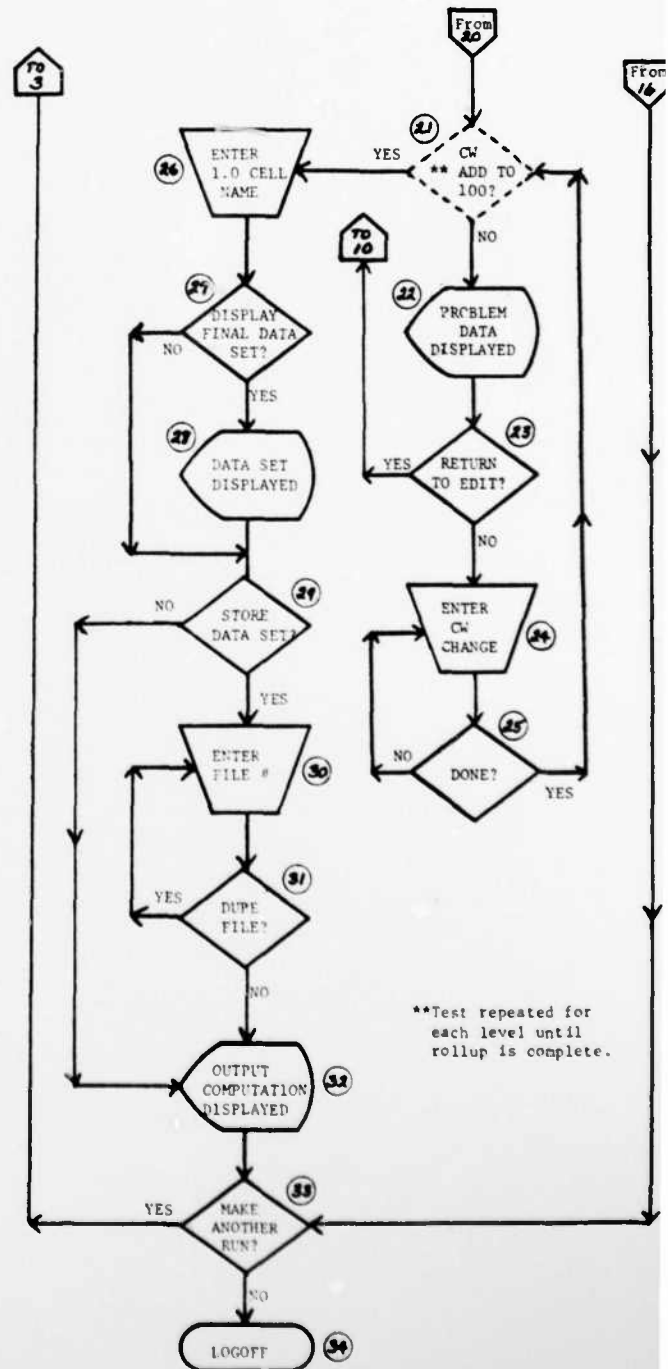 From
20
TO
3
From
16
21
CW
** ADD TO
100?
YES
NO
26
ENTER
1.0 CELL
NAME
TO
10
22
PROBLEM
DATA
DISPLAYED
29
DISPLAY
FINAL DATA
SET?
NO
YES
23
RETURN
TO EDIT?
YES
NO
28
DATA SET
DISPLAYED
24
ENTER
CW
CHANGE
29
STORE
DATA SET?
NO
YES
25
DONE?
NO
YES
30
ENTER
FILE #
31
DUPE
FILE?
YES
NO
**Test repeated for
each level until
rollup is complete.
32
OUTPUT
COMPUTATION
DISPLAYED
33
MAKE
ANOTHER
RUN?
YES
NO
LOGOFF
34